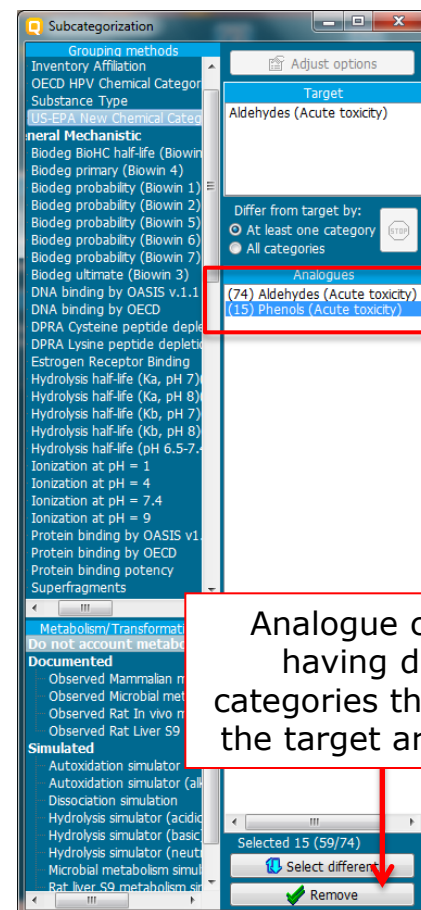 Subcategorization
Grouping methods
Inventory Affiliation
OECD HPV Chemical Categor
Substance Type
US-EPA New Chemical Categ
neral Mechanistic
Biodeg BioHC half-life (Biowin
Biodeg primary (Biowin 4)
Biodeg probability (Biowin 1)
Biodeg probability (Biowin 2)
Biodeg probability (Biowin 5)
Biodeg probability (Biowin 6)
Biodeg probability (Biowin 7)
Biodeg ultimate (Biowin 3)
DNA binding by OASIS v.1.1
DNA binding by OECD
DPRA Cysteine peptide deple
DPRA Lysine peptide depletic
Estrogen Receptor Binding
Hydrolysis half-life (Ka, pH 7)(
Hydrolysis half-life (Ka, pH 8)(
Hydrolysis half-life (Kb, pH 7)
Hydrolysis half-life (Kb, pH 8)
Hydrolysis half-life (pH 6.5-7.4
Ionization at pH = 1
Ionization at pH = 4
Ionization at pH = 7.4
Ionization at pH = 9
Protein binding by OASIS v1.
Protein binding by OECD
Protein binding potency
Superfragments
Metabolism/Transformati
Do not account metab
Documented
Observed Mammalian m
Observed Microbial met
Observed Rat In vivo m
Observed Rat Liver S9
Simulated
Autoxidation simulator
Autoxidation simulator (alk
Dissociation simulation
Hydrolysis simulator (acidic
Hydrolysis simulator (basic
Hydrolysis simulator (neut
Microbial metabolism simul
Rat liver S9 metabolism sim
Adjust options
Target
Aldehydes (Acute toxicity)
Differ from target by:
At least one category
All categories
STOP
Analogues
(74) Aldehydes (Acute toxicity)
(15) Phenols (Acute toxicity)
Analogue c
having d
categories th
the target ar
Selected 15 (59/74)
Select different
Remove